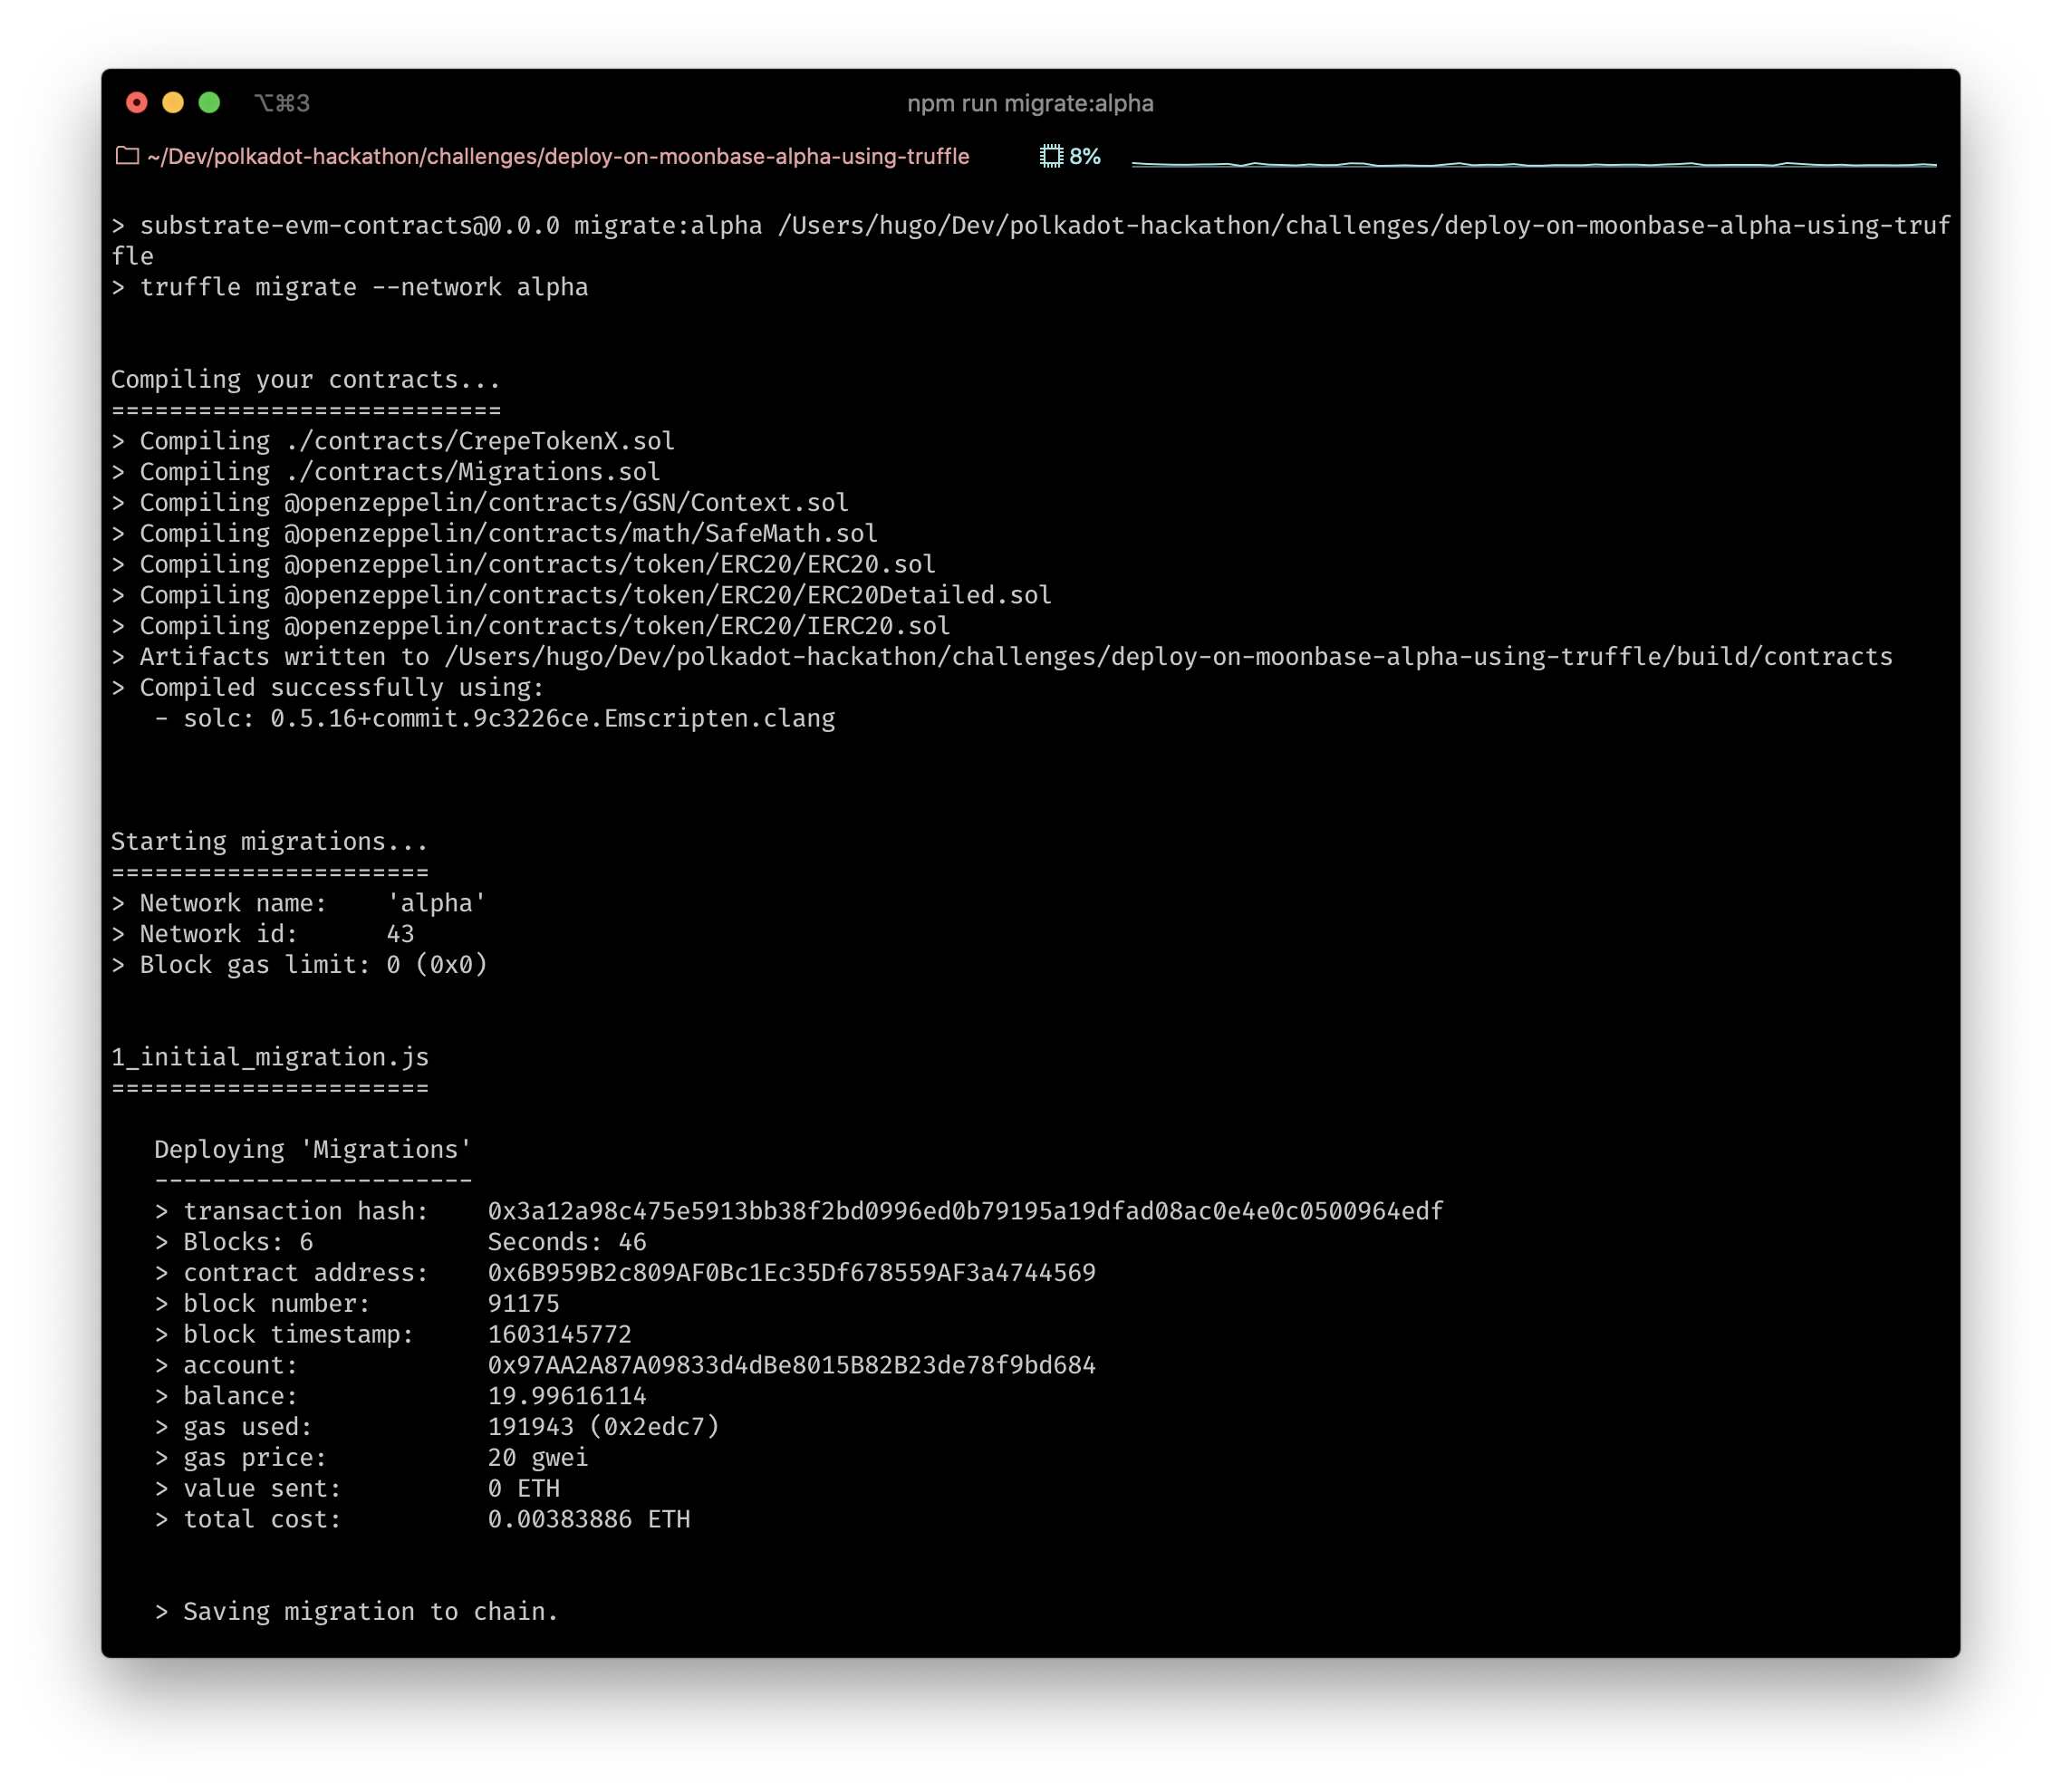 ⌥⌘3
npm run migrate:alpha
~/Dev/polkadot-hackathon/challenges/deploy-on-moonbase-alpha-using-truffle
8%
> substrate-evm-contracts@0.0.0 migrate:alpha /Users/hugo/Dev/polkadot-hackathon/challenges/deploy-on-moonbase-alpha-using-truf
fle
> truffle migrate --network alpha
Compiling your contracts...
===========================
> Compiling ./contracts/CrepeTokenX.sol
> Compiling ./contracts/Migrations.sol
> Compiling @openzeppelin/contracts/GSN/Context.sol
> Compiling @openzeppelin/contracts/math/SafeMath.sol
> Compiling @openzeppelin/contracts/token/ERC20/ERC20.sol
> Compiling @openzeppelin/contracts/token/ERC20/ERC20Detailed.sol
> Compiling @openzeppelin/contracts/token/ERC20/IERC20.sol
> Artifacts written to /Users/hugo/Dev/polkadot-hackathon/challenges/deploy-on-moonbase-alpha-using-truffle/build/contracts
> Compiled successfully using:
   - solc: 0.5.16+commit.9c3226ce.Emscripten.clang
Starting migrations...
======================
> Network name:    'alpha'
> Network id:      43
> Block gas limit: 0 (0x0)
1_initial_migration.js
======================
   Deploying 'Migrations'
   ----------------------
   > transaction hash:    0x3a12a98c475e5913bb38f2bd0996ed0b79195a19dfad08ac0e4e0c0500964edf
   > Blocks: 6            Seconds: 46
   > contract address:    0x6B959B2c809AF0Bc1Ec35Df678559AF3a4744569
   > block number:        91175
   > block timestamp:     1603145772
   > account:             0x97AA2A87A09833d4dBe8015B82B23de78f9bd684
   > balance:             19.99616114
   > gas used:            191943 (0x2edc7)
   > gas price:           20 gwei
   > value sent:          0 ETH
   > total cost:          0.00383886 ETH
   > Saving migration to chain.